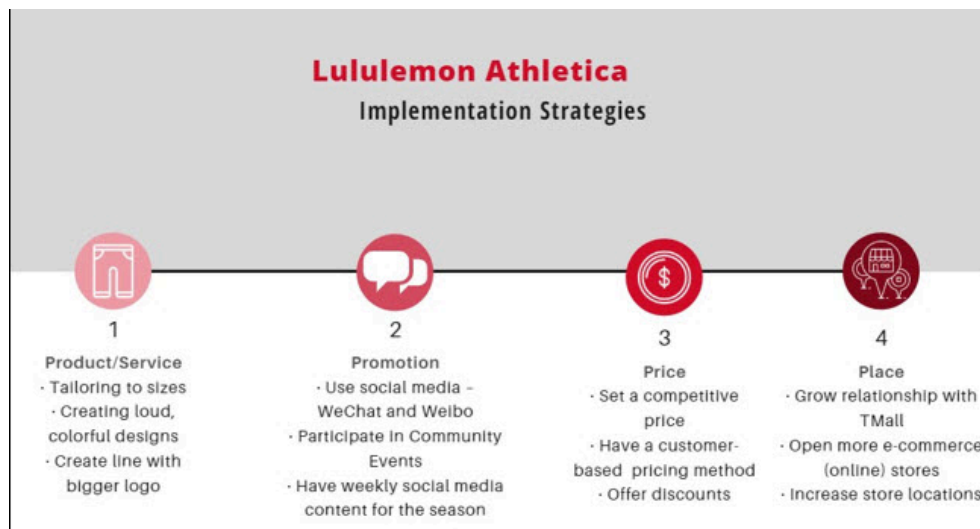 Lululemon Athletica
Implementation Strategies
$
1
Product/Service
· Tailoring to sizes
· Creating loud,
colorful designs
· Create line with
bigger logo
2
Promotion
· Use social media –
WeChat and Weibo
· Participate in Community
Events
· Have weekly social media
content for the season
3
Price
· Set a competitive
price
· Have a customer-
based pricing method
· Offer discounts
4
Place
· Grow relationship with
TMall
· Open more e-commerce
(online) stores
· Increase store locations